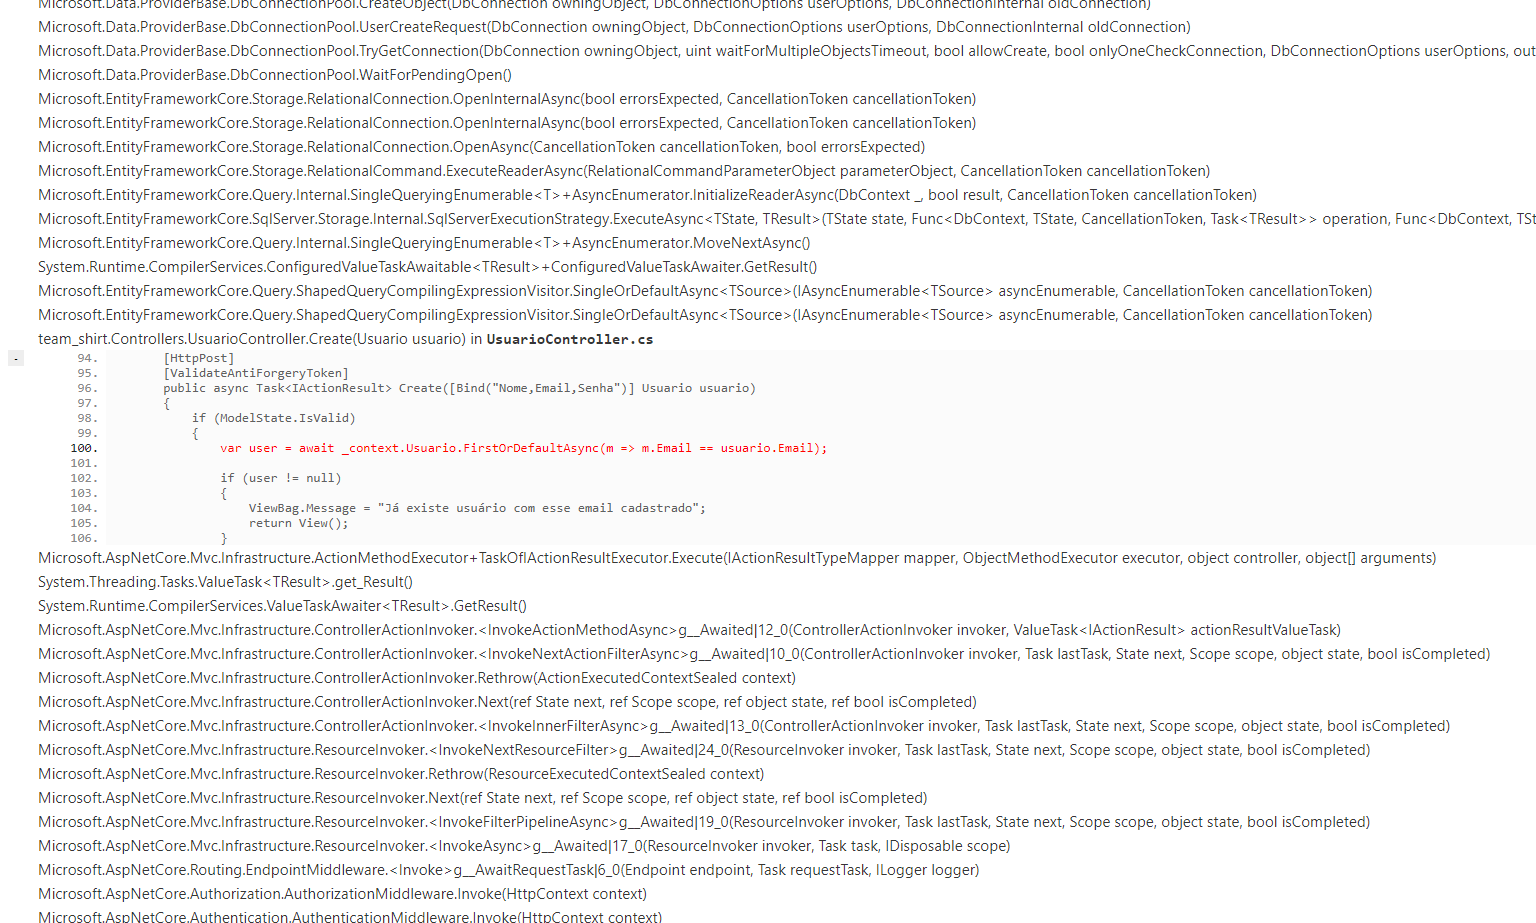 Microsoft.Data.ProviderBase.DbConnectionPool.CreateObject(DbConnection owningObject, DbConnectionOptions userOptions, DbConnectionInternal oldConnection)
Microsoft.Data.ProviderBase.DbConnectionPool.UserCreateRequest(DbConnection owningObject, DbConnectionOptions userOptions, DbConnectionInternal oldConnection)
Microsoft.Data.ProviderBase.DbConnectionPool.TryGetConnection(DbConnection owningObject, uint waitForMultipleObjectsTimeout, bool allowCreate, bool onlyOneCheckConnection, DbConnectionOptions userOptions, out
Microsoft.Data.ProviderBase.DbConnectionPool.WaitForPendingOpen()
Microsoft.EntityFrameworkCore.Storage.RelationalConnection.OpenInternalAsync(bool errorsExpected, CancellationToken cancellationToken)
Microsoft.EntityFrameworkCore.Storage.RelationalConnection.OpenInternalAsync(bool errorsExpected, CancellationToken cancellationToken)
Microsoft.EntityFrameworkCore.Storage.RelationalConnection.OpenAsync(CancellationToken cancellationToken, bool errorsExpected)
Microsoft.EntityFrameworkCore.Storage.RelationalCommand.ExecuteReaderAsync(RelationalCommandParameterObject parameterObject, CancellationToken cancellationToken)
Microsoft.EntityFrameworkCore.Query.Internal.SingleQueryingEnumerable<T>+AsyncEnumerator.InitializeReaderAsync(DbContext _, bool result, CancellationToken cancellationToken)
Microsoft.EntityFrameworkCore.SqlServer.Storage.Internal.SqlServerExecutionStrategy.ExecuteAsync<TState, TResult>(TState state, Func<DbContext, TState, CancellationToken, Task<TResult>> operation, Func<DbContext, TSt
Microsoft.EntityFrameworkCore.Query.Internal.SingleQueryingEnumerable<T>+AsyncEnumerator.MoveNextAsync()
System.Runtime.CompilerServices.ConfiguredValueTaskAwaitable<TResult>+ConfiguredValueTaskAwaiter.GetResult()
Microsoft.EntityFrameworkCore.Query.ShapedQueryCompilingExpressionVisitor.SingleOrDefaultAsync<TSource>(IAsyncEnumerable<TSource> asyncEnumerable, CancellationToken cancellationToken)
Microsoft.EntityFrameworkCore.Query.ShapedQueryCompilingExpressionVisitor.SingleOrDefaultAsync<TSource>(IAsyncEnumerable<TSource> asyncEnumerable, CancellationToken cancellationToken)
team_shirt.Controllers.UsuarioController.Create(Usuario usuario) in UsuarioController.cs
- 94. [HttpPost]
95. [ValidateAntiForgeryToken]
96. public async Task<IActionResult> Create([Bind("Nome,Email,Senha")] Usuario usuario)
97. {
98. if (ModelState.IsValid)
99. {
100. var user = await _context.Usuario.FirstOrDefaultAsync(m => m.Email == usuario.Email);
101.
102. if (user != null)
103. {
104. ViewBag.Message = "Já existe usuário com esse email cadastrado";
105. return View();
106. }
Microsoft.AspNetCore.Mvc.Infrastructure.ActionMethodExecutor+TaskOfIActionResultExecutor.Execute(IActionResultTypeMapper mapper, ObjectMethodExecutor executor, object controller, object[] arguments)
System.Threading.Tasks.ValueTask<TResult>.get_Result()
System.Runtime.CompilerServices.ValueTaskAwaiter<TResult>.GetResult()
Microsoft.AspNetCore.Mvc.Infrastructure.ControllerActionInvoker.<InvokeActionMethodAsync>g__Awaited|12_0(ControllerActionInvoker invoker, ValueTask<IActionResult> actionResultValueTask)
Microsoft.AspNetCore.Mvc.Infrastructure.ControllerActionInvoker.<InvokeNextActionFilterAsync>g__Awaited|10_0(ControllerActionInvoker invoker, Task lastTask, State next, Scope scope, object state, bool isCompleted)
Microsoft.AspNetCore.Mvc.Infrastructure.ControllerActionInvoker.Rethrow(ActionExecutedContextSealed context)
Microsoft.AspNetCore.Mvc.Infrastructure.ControllerActionInvoker.Next(ref State next, ref Scope scope, ref object state, ref bool isCompleted)
Microsoft.AspNetCore.Mvc.Infrastructure.ControllerActionInvoker.<InvokeInnerFilterAsync>g__Awaited|13_0(ControllerActionInvoker invoker, Task lastTask, State next, Scope scope, object state, bool isCompleted)
Microsoft.AspNetCore.Mvc.Infrastructure.ResourceInvoker.<InvokeNextResourceFilter>g__Awaited|24_0(ResourceInvoker invoker, Task lastTask, State next, Scope scope, object state, bool isCompleted)
Microsoft.AspNetCore.Mvc.Infrastructure.ResourceInvoker.Rethrow(ResourceExecutedContextSealed context)
Microsoft.AspNetCore.Mvc.Infrastructure.ResourceInvoker.Next(ref State next, ref Scope scope, ref object state, ref bool isCompleted)
Microsoft.AspNetCore.Mvc.Infrastructure.ResourceInvoker.<InvokeFilterPipelineAsync>g__Awaited|19_0(ResourceInvoker invoker, Task lastTask, State next, Scope scope, object state, bool isCompleted)
Microsoft.AspNetCore.Mvc.Infrastructure.ResourceInvoker.<InvokeAsync>g__Awaited|17_0(ResourceInvoker invoker, Task task, IDisposable scope)
Microsoft.AspNetCore.Routing.EndpointMiddleware.<Invoke>g__AwaitRequestTask|6_0(Endpoint endpoint, Task requestTask, ILogger logger)
Microsoft.AspNetCore.Authorization.AuthorizationMiddleware.Invoke(HttpContext context)
Microsoft.AspNetCore.Authentication.AuthenticationMiddleware.Invoke(HttpContext context)